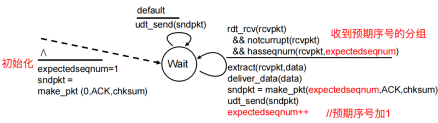 default
udt_send(sndpkt)
rdt_rcv(rcvpkt)
&& notcurrupt(rcvpkt)
&& hasseqnum(rcvpkt,expectedseqnum)
收到预期序号的分组
初始化
Λ
expectedseqnum=1
sndpkt =
make_pkt (0,ACK,chksum)
Wait
extract(rcvpkt,data)
deliver_data(data)
sndpkt = make_pkt(expectedseqnum,ACK,chksum)
udt_send(sndpkt)
expectedseqnum++ //预期序号加1